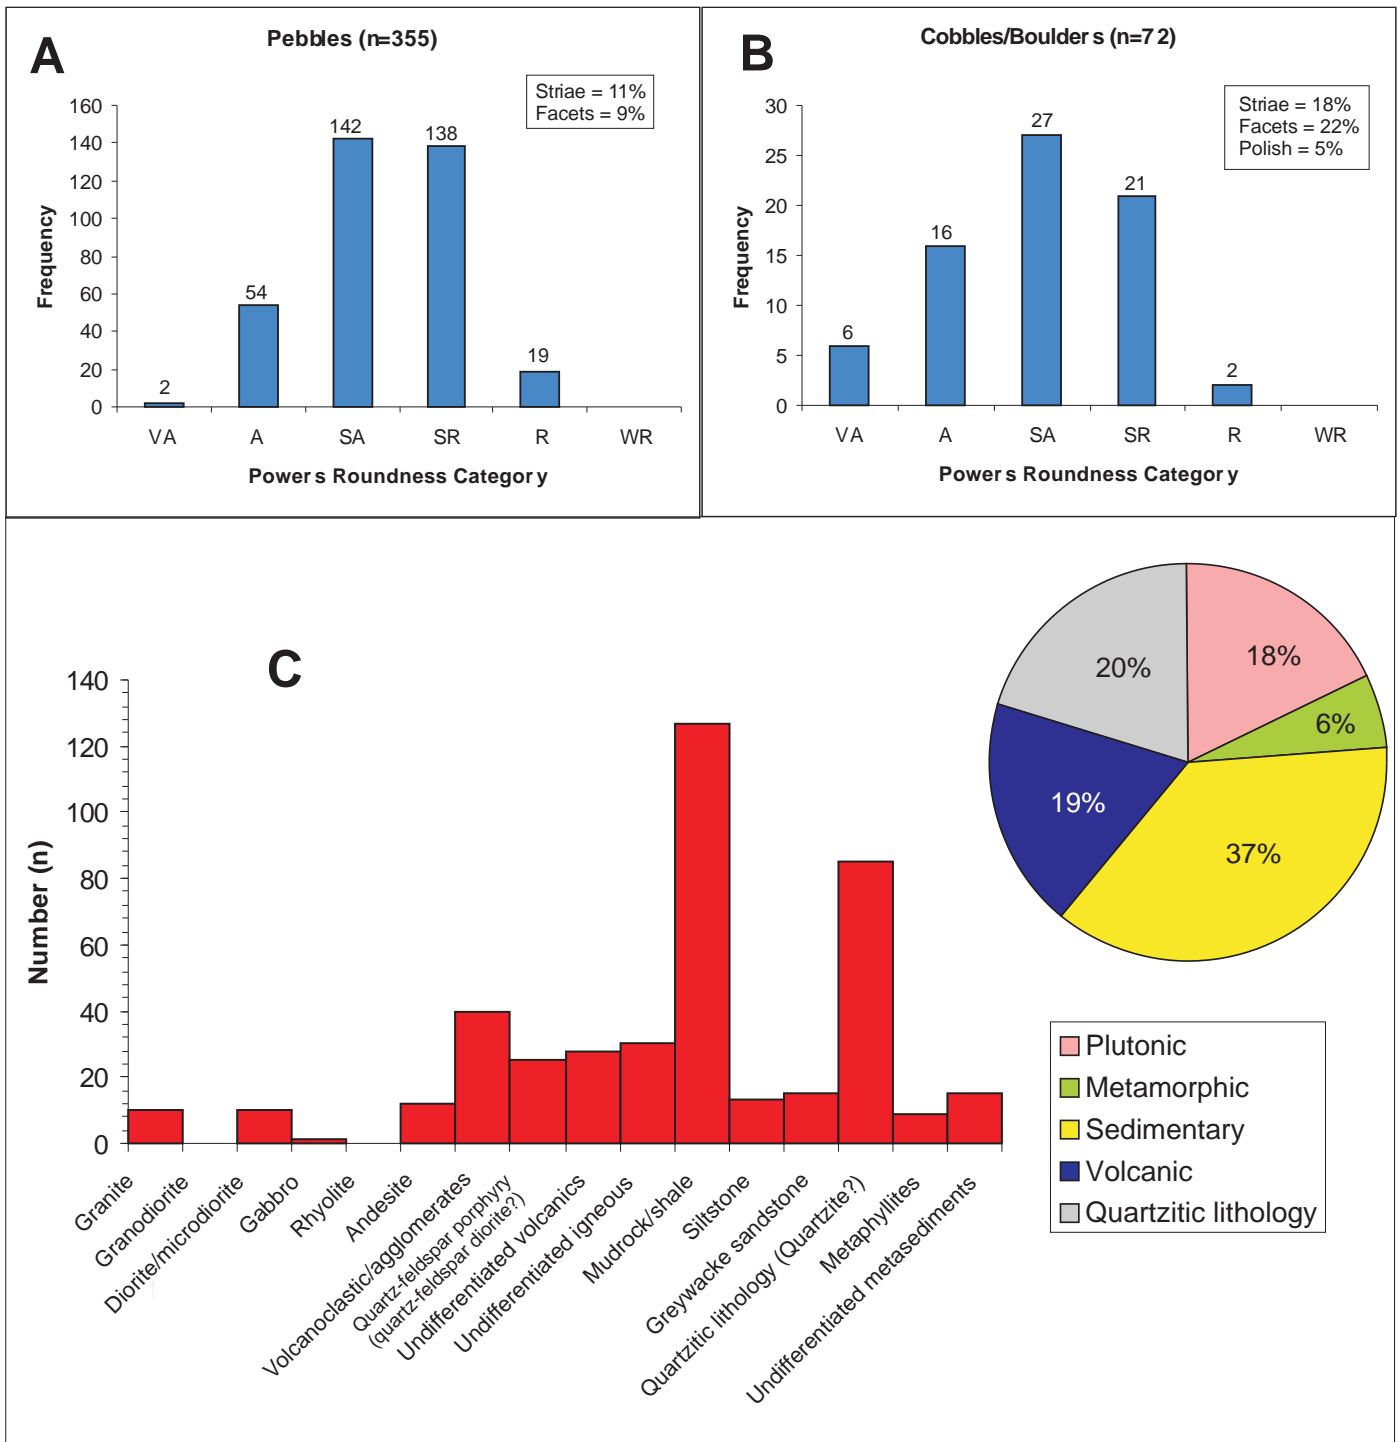 A
Pebbles (n=355)
Striae = 11%
Facets = 9%
Frequency
160
140
120
100
80
60
40
20
0
2
54
142
138
19
VA
A
SA
SR
R
WR
Powers Roundness Category
B
Cobbles/Boulders (n=72)
Striae = 18%
Facets = 22%
Polish = 5%
Frequency
30
25
20
15
10
5
0
6
16
27
21
2
VA
A
SA
SR
R
WR
Powers Roundness Category
C
Number (n)
140
120
100
80
60
40
20
0
Granite
Granodiorite
Diorite/microdiorite
Gabbro
Rhyolite
Andesite
Volcanoclastic/agglomerates
Quartz-feldspar porphyry
(quartz-feldspar diorite?)
Undifferentiated volcanics
Undifferentiated igneous
Mudrock/shale
Siltstone
Greywacke sandstone
Quartzitic lithology (Quartzite?)
Metaphyllites
Undifferentiated metasediments
20%
18%
6%
19%
37%
Plutonic
Metamorphic
Sedimentary
Volcanic
Quartzitic lithology